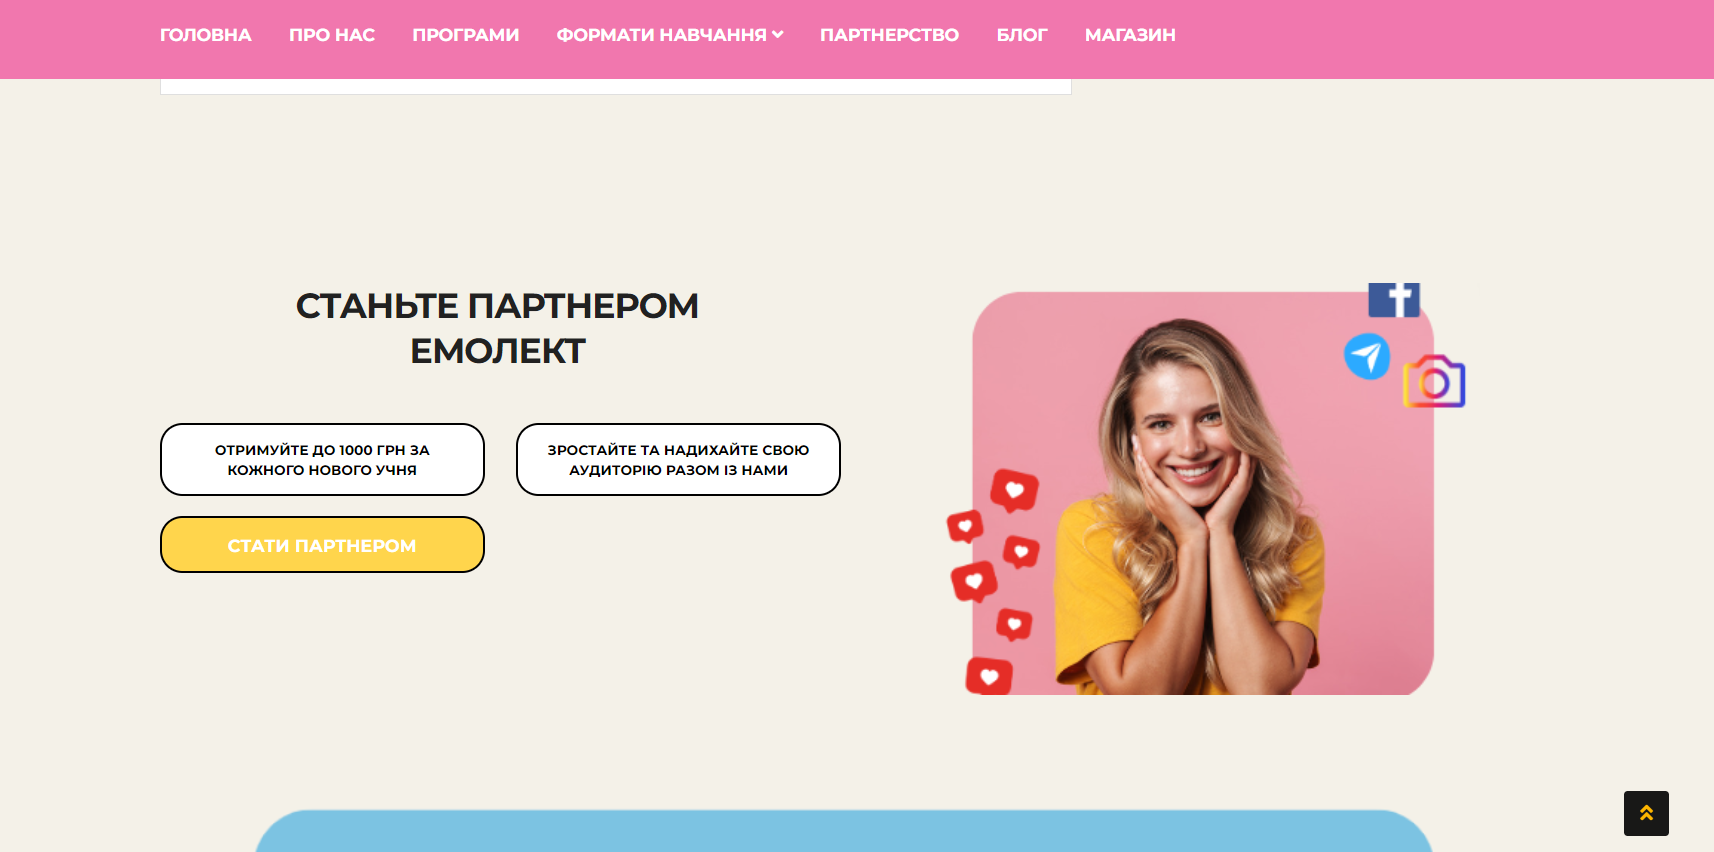 ГОЛОВНА ПРО НАС ПРОГРАМИ ФОРМАТИ НАВЧАННЯ ПАРТНЕРСТВО БЛОГ МАГАЗИН
СТАНЬТЕ ПАРТНЕРОМ
ЕМОЛЕКТ
ОТРИМУЙТЕ ДО 1000 ГРН ЗА
КОЖНОГО НОВОГО УЧНЯ
ЗРОСТАЙТЕ ТА НАДИХАЙТЕ СВОЮ
АУДИТОРІЮ РАЗОМ ІЗ НАМИ
СТАТИ ПАРТНЕРОМ